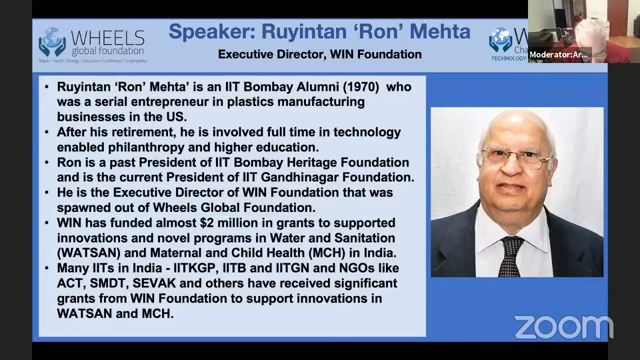 WHEELS
global foundation
Speaker: Ruyintan ‘Ron’ Mehta
Executive Director, WIN Foundation
Moderator: Ar...
• Ruyintan ‘Ron’ Mehta’ is an IIT Bombay Alumni (1970) who
was a serial entrepreneur in plastics manufacturing
businesses in the US.
• After his retirement, he is involved full time in technology
enabled philantropy and higher education.
• Ron is a past President of IIT Bombay Heritage Foundation
and is the current President of IIT Gandhinagar Foundation.
• He is the Executive Director of WIN Foundation that was
spawned out of Wheels Global Foundation.
• WIN has funded almost $2 million in grants to supported
innovations and novel programs in Water and Sanitation
(WATSAN) and Maternal and Child Health (MCH) in India.
• Many IITs in India - IITKGP, IITB and IITGN and NGOs like
ACT, SMDT, SEVAK and others have received significant
grants from WIN Foundation to support innovations in
WATSAN and MCH.
zoom